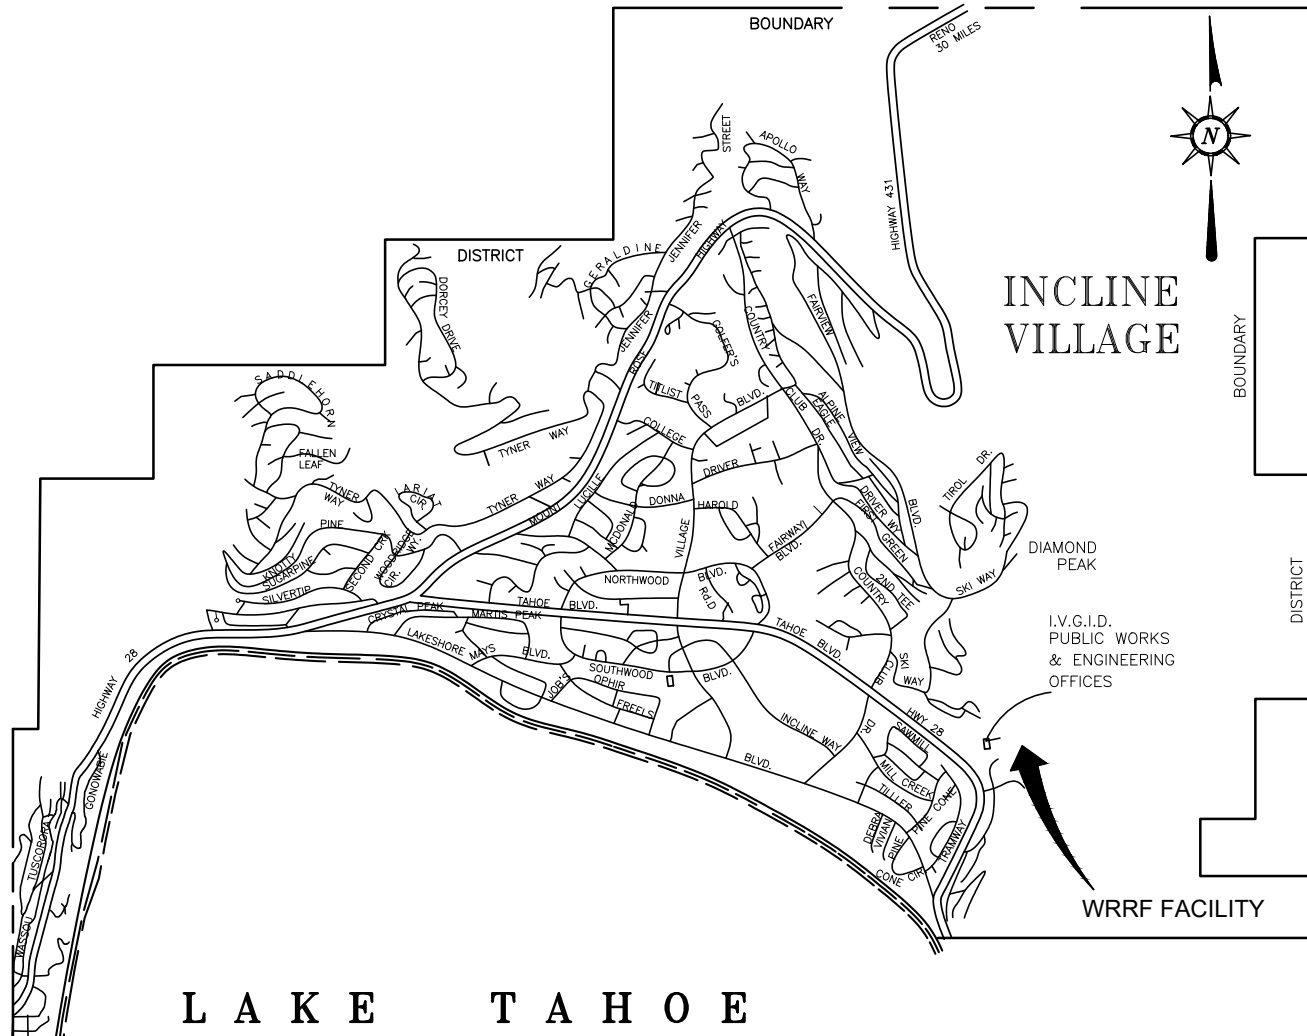 BOUNDARY
RENO
30 MILES
STREET
APOLLO
WAY
N
HIGHWAY 431
DISTRICT
GERALDINE
JENNIFER
HIGHWAY
INCLINE
VILLAGE
DORCEY DRIVE
FAIRVIEW
COUNTRY
GOLFER'S
JENNIFER
ROSE
BOUNDARY
SADDLEHORN
TITLIST
PASS
BLVD.
CLUB
DR.
ALPINE
VIEW
EAGLE
COLLEGE
TYNER WAY
FALLEN
LEAF
DRIVER
TIROL DR.
TYNER
WAY
LARIAT
CIR
TYNER WAY
LUCILLE
DONNA
HAROLD
DRIVER WY
BLVD.
MOUNT
MCDONALD
VILLAGE
FAIRWAY
BLVD.
FIRST
GREEN
PINE
KNOTTY
SUGARPINE
SECOND CRK
WOODRIDGE
WY.
CIR.
DIAMOND
PEAK
SILVERTIP
NORTHWOOD
BLVD.
Rd.D
2ND TEE
COUNTRY
SKI WAY
DISTRICT
CRYSTAL PEAK
TAHOE
BLVD.
MARTIS PEAK
TAHOE BLVD.
I.V.G.I.D.
PUBLIC WORKS
& ENGINEERING
OFFICES
LAKESHORE
MAYS
BLVD.
SOUTHWOOD
BLVD.
OPHIR
CLUB
SKI
WAY
HIGHWAY 28
JOB'S
FREELS
INCLINE WAY
DR.
HWY 28
SAWMILL
GONOWABIE
BLVD.
MILL CREEK
TILLLER
PINE CONE
TUSCORORA
DEBRA
VIVIAN
PINE
TRAMWAY
CONE CIR
WRRF FACILITY
WASSOU
LAKE TAHOE